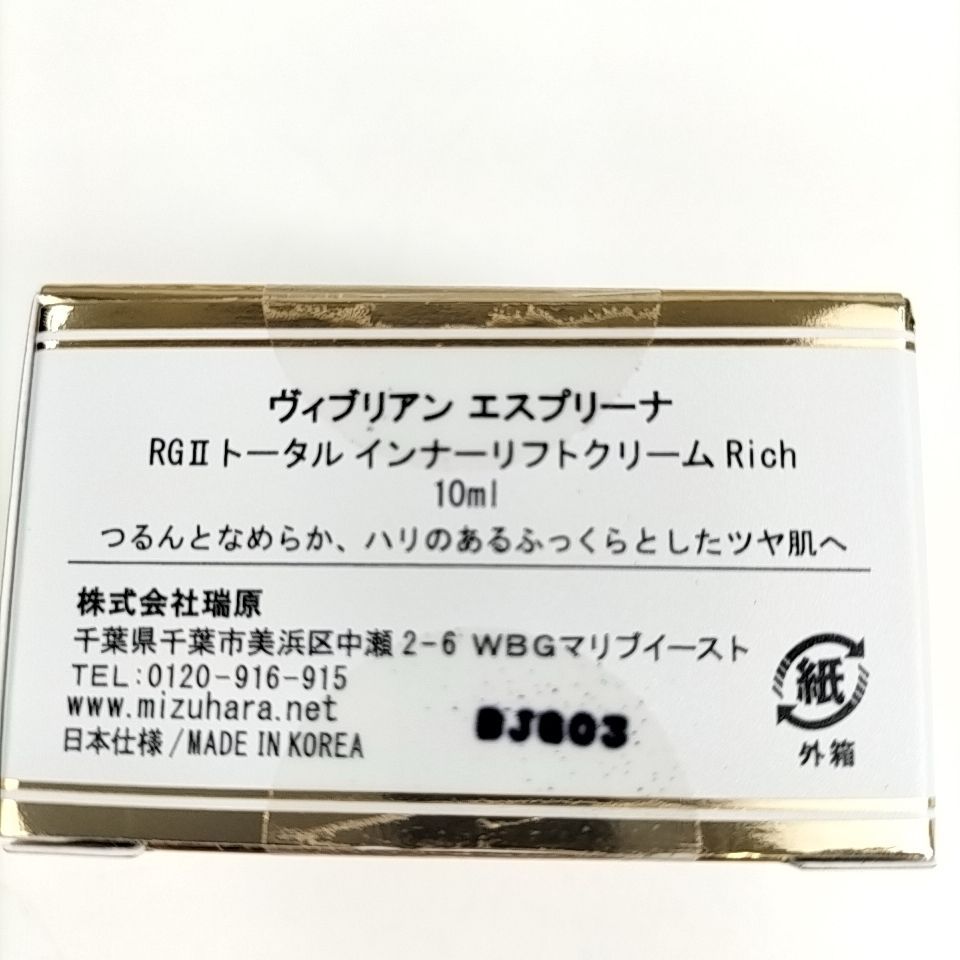 ヴィブリアン エスプリーナ
RGⅡトータル インナーリフトクリーム Rich
10ml
つるんとなめらか、ハリのあるふっくらとしたツヤ肌へ
株式会社瑞原
千葉県千葉市美浜区中瀬2-6 WBGマリブイースト
TEL:0120-916-915
www.mizuhara.net
日本仕様/MADE IN KOREA
紙
外箱